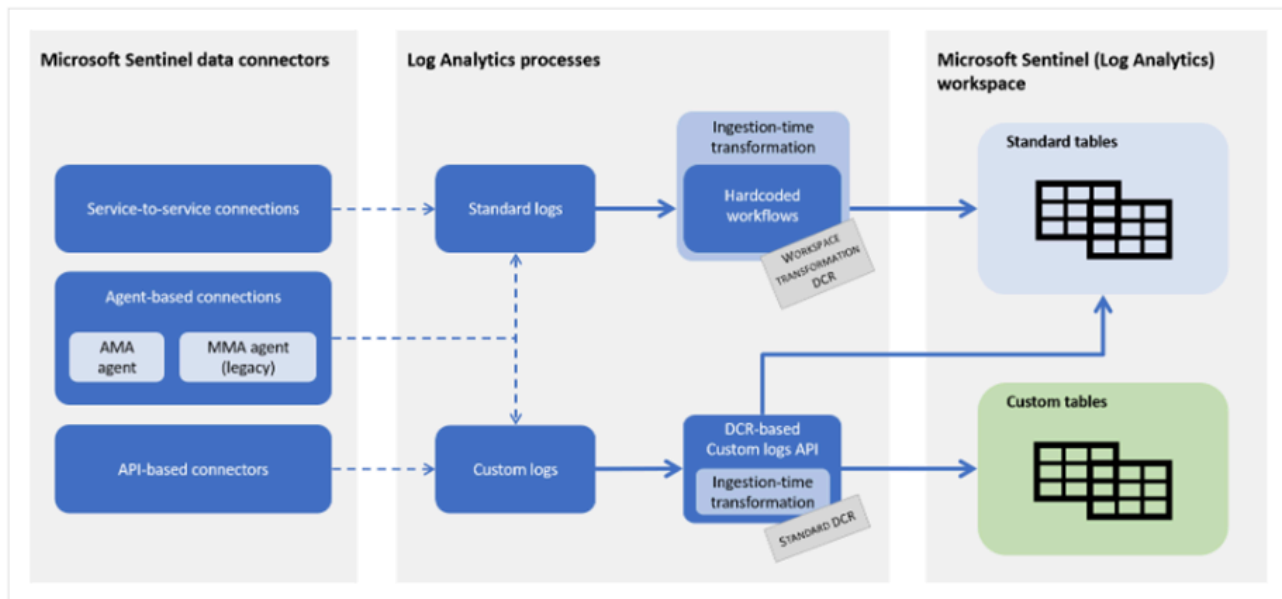 Microsoft Sentinel data connectors
Service-to-service connections
Agent-based connections
AMA
agent
MMA agent
(legacy)
API-based connectors
Log Analytics processes
Standard logs
Custom logs
Ingestion-time
transformation
Hardcoded
workflows
WORKSPACE
TRANSFORMATION
DCR
DCR-based
Custom logs API
Ingestion-time
transformation
STANDARD DCR
Microsoft Sentinel (Log Analytics)
workspace
Standard tables
Custom tables